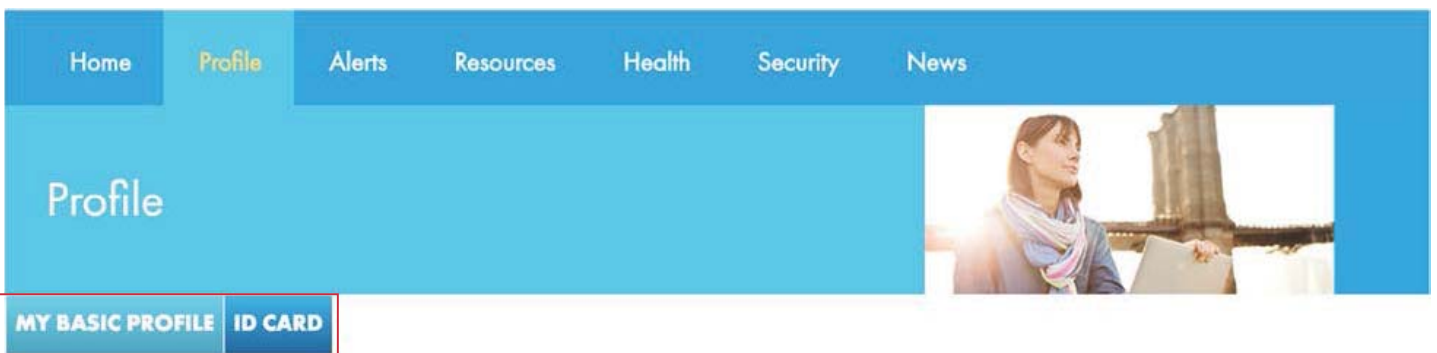 Home Profile Alerts Resources Health Security News
Profile
MY BASIC PROFILE ID CARD